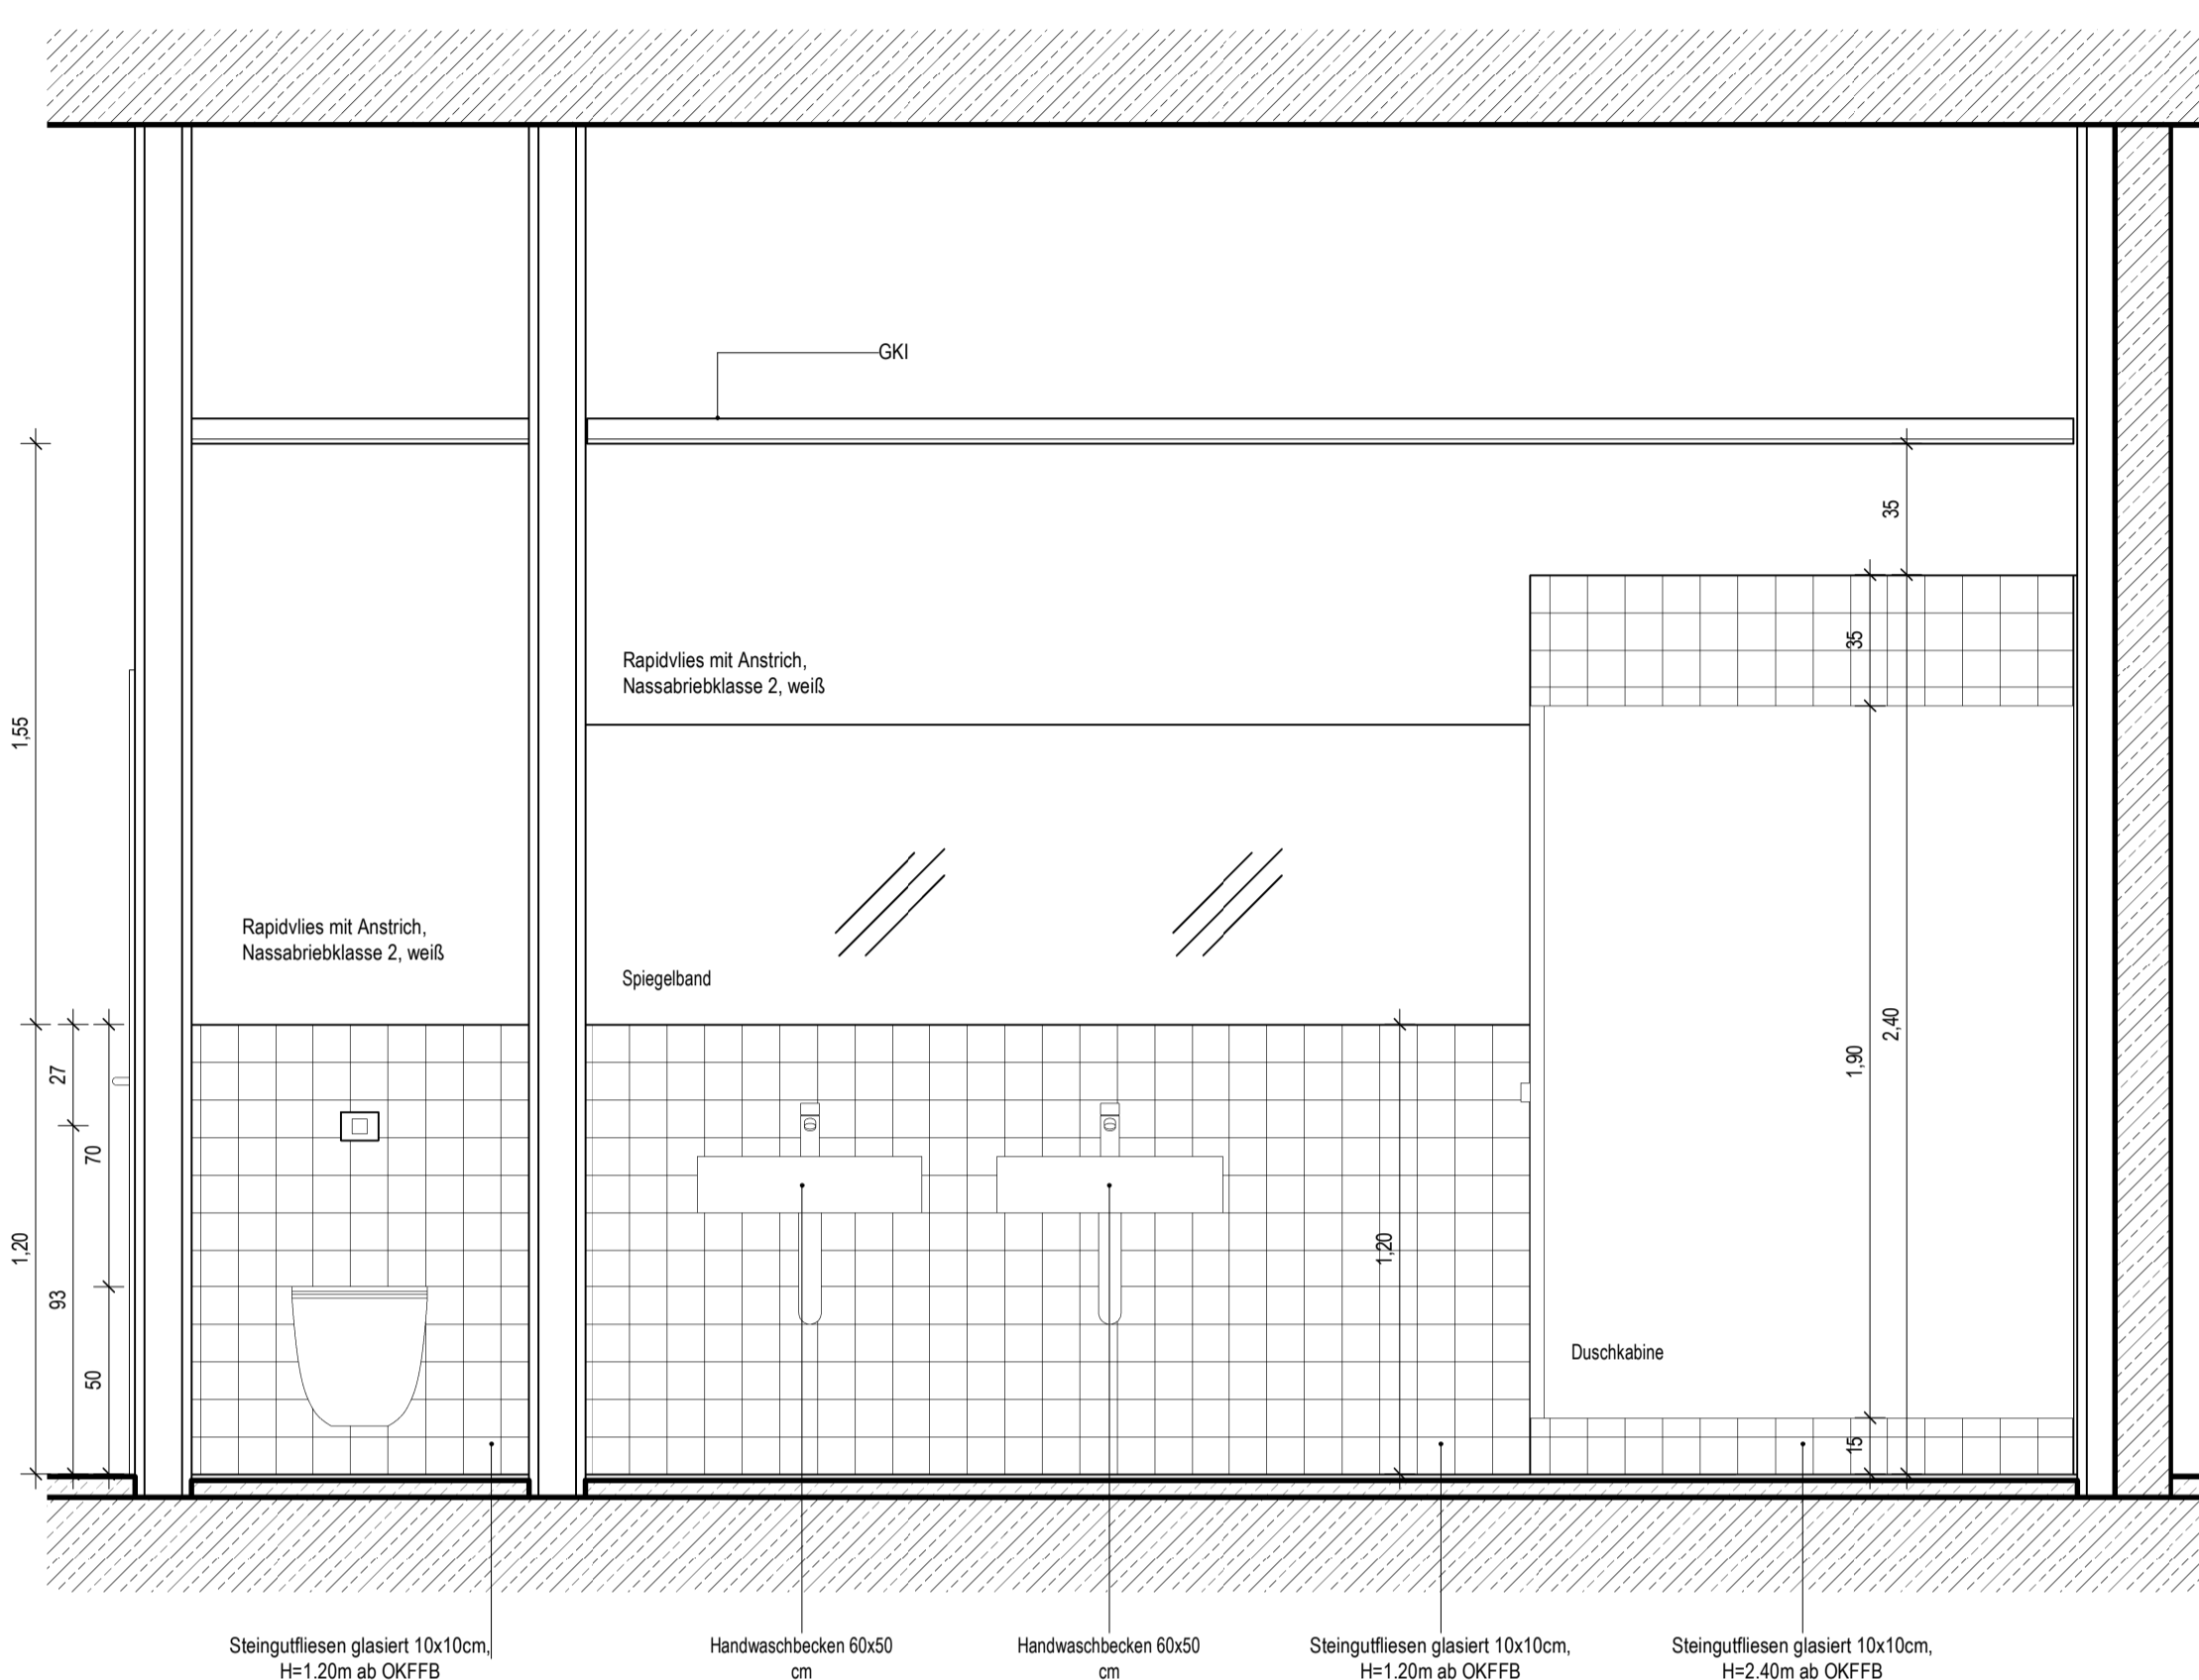 GKI
35
Rapidvlies mit Anstrich,
Nassabriebklasse 2, weiß
35
1,55
Rapidvlies mit Anstrich,
Nassabriebklasse 2, weiß
Spiegelband
2,40
1,90
27
70
1,20
1,20
93
50
Duschkabine
15
Steingutfliesen glasiert 10x10cm,
H=1.20m ab OKFFB
Handwaschbecken 60x50
cm
Handwaschbecken 60x50
cm
Steingutfliesen glasiert 10x10cm,
H=1.20m ab OKFFB
Steingutfliesen glasiert 10x10cm,
H=2.40m ab OKFFB